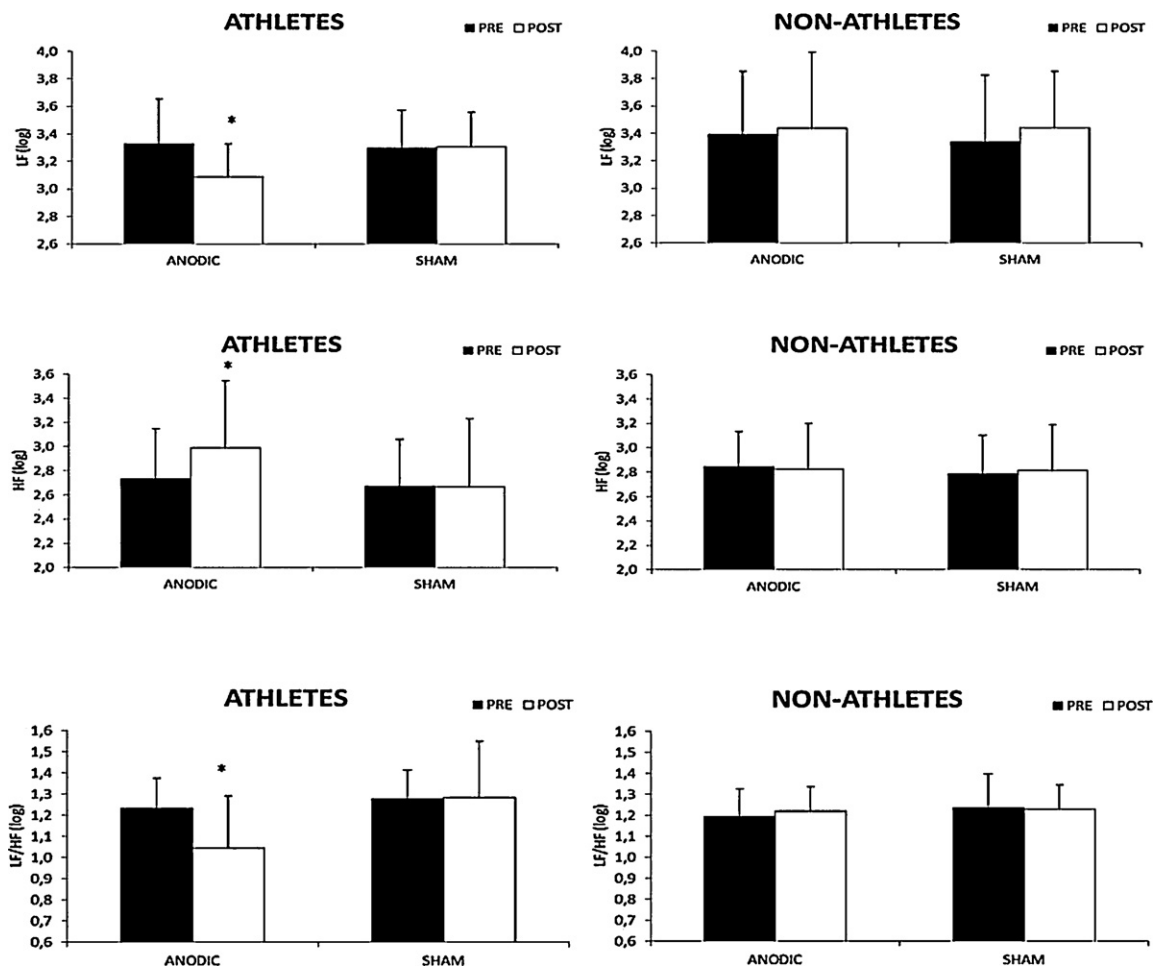 ATHLETES
PRE POST
4,0
3,8
3,6
3,4
3,2
3,0
2,8
2,6
LF (log)
*
ANODIC SHAM
NON-ATHLETES
PRE POST
4,0
3,8
3,6
3,4
3,2
3,0
2,8
2,6
LF (log)
ANODIC SHAM
ATHLETES
PRE POST
3,6
3,4
3,2
3,0
2,8
2,6
2,4
2,2
2,0
HF (log)
*
ANODIC SHAM
NON-ATHLETES
PRE POST
3,6
3,4
3,2
3,0
2,8
2,6
2,4
2,2
2,0
HF (log)
ANODIC SHAM
ATHLETES
PRE POST
1,6
1,5
1,4
1,3
1,2
1,1
1,0
0,9
0,8
0,7
0,6
LF/HF (log)
*
ANODIC SHAM
NON-ATHLETES
PRE POST
1,6
1,5
1,4
1,3
1,2
1,1
1,0
0,9
0,8
0,7
0,6
LF/HF (log)
ANODIC SHAM